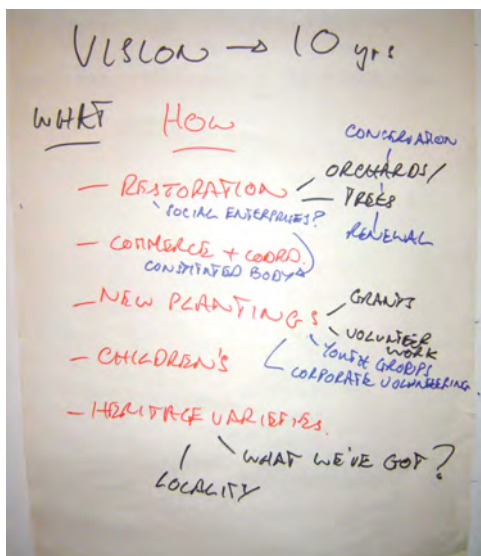 VISION → 10 yrs
WHAT HOW
CONSERVATION
ORCHARDS/
— RESTORATION — TREES
SOCIAL ENTERPRISES?
RENEWAL
— COMMERCE + COORD.
CONSTITUTED BODY
— NEW PLANTINGS
GRANTS
VOLUNTEER
WORK
YOUTH GROUPS
CORPORATE VOLUNTEERING
— CHILDREN'S
— HERITAGE VARIETIES.
WHAT WE'VE GOT?
LOCALITY